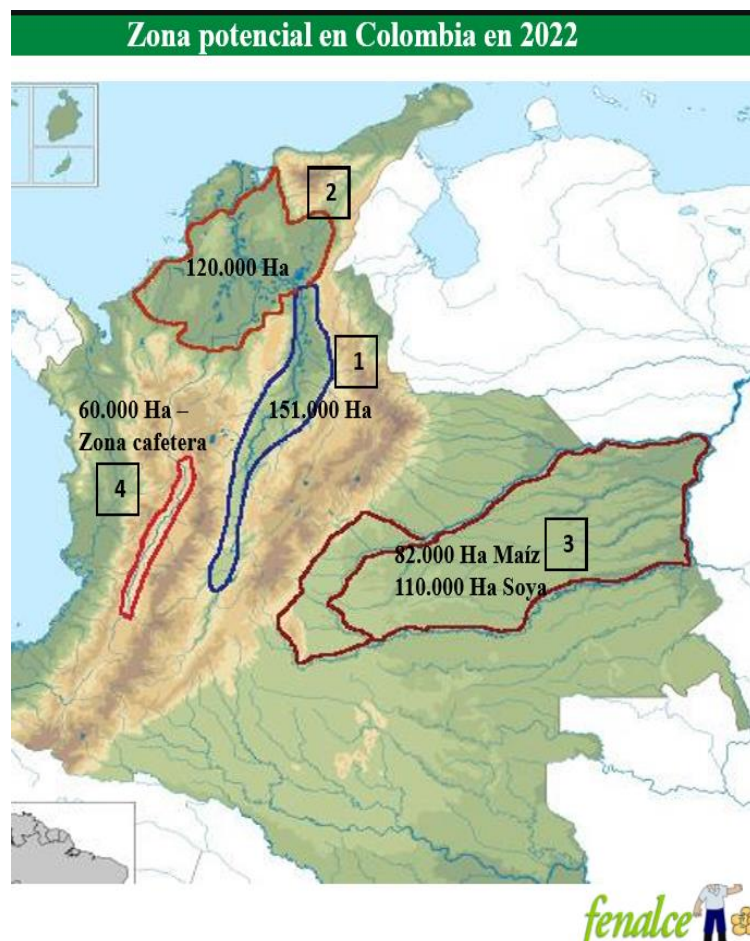 Zona potencial en Colombia en 2022
2
120.000 Ha
1
151.000 Ha
60.000 Ha –
Zona cafetera
4
3
82.000 Ha Maíz
110.000 Ha Soya
fenalce